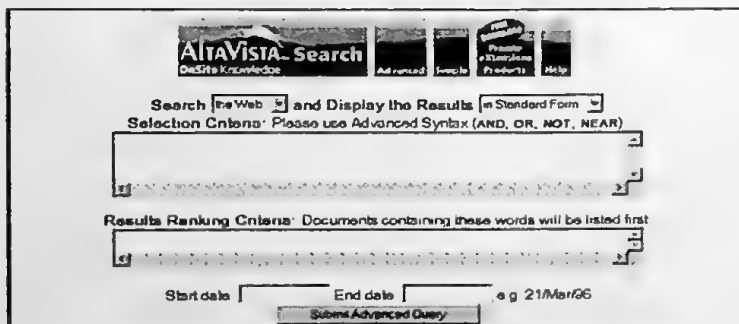 ALTAVISTA Search
OnSite Knowledge
Advanced Simple Private eXtensions Products Help
Search the Web and Display the Results in Standard Form
Selection Criteria: Please use Advanced Syntax (AND, OR, NOT, NEAR)
Results Ranking Criteria: Documents containing these words will be listed first
Start date End date e.g. 21/Mar/96
Submit Advanced Query